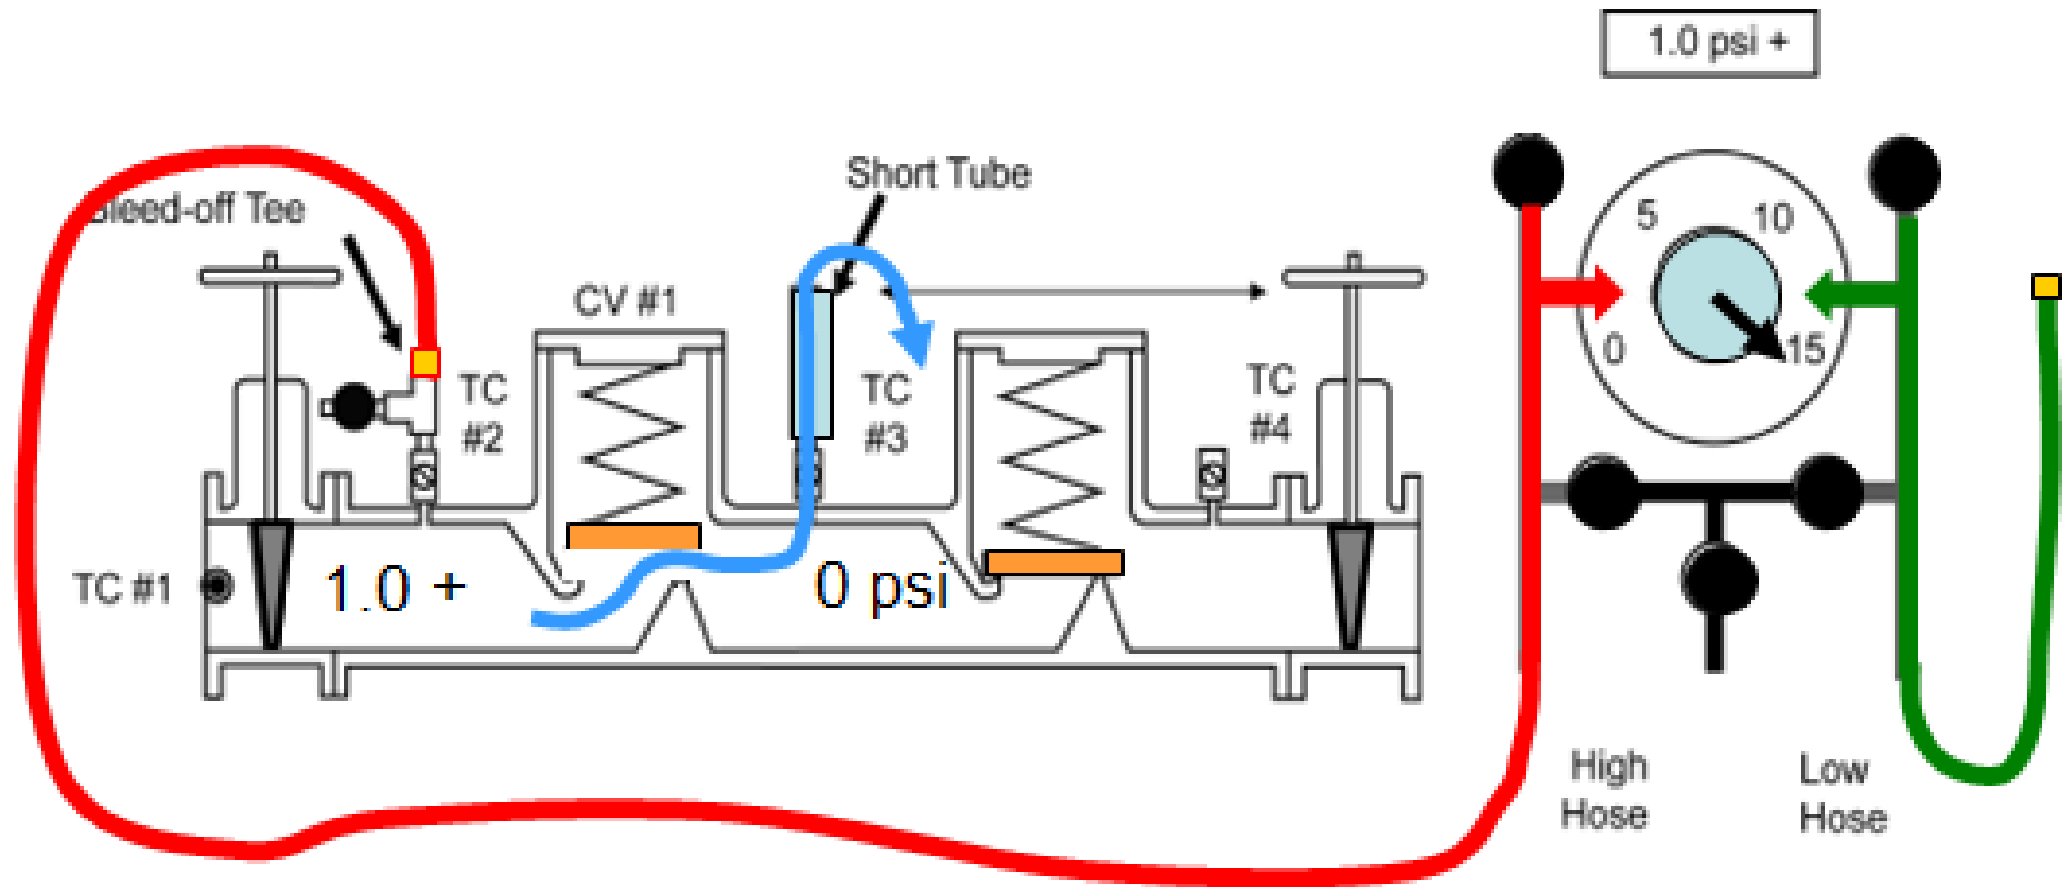 1.0 psi +
Short Tube
Bleed-off Tee
5
10
CV #1
0
15
TC
#2
TC
#3
TC
#4
TC #1
1.0 +
0 psi
High
Hose
Low
Hose